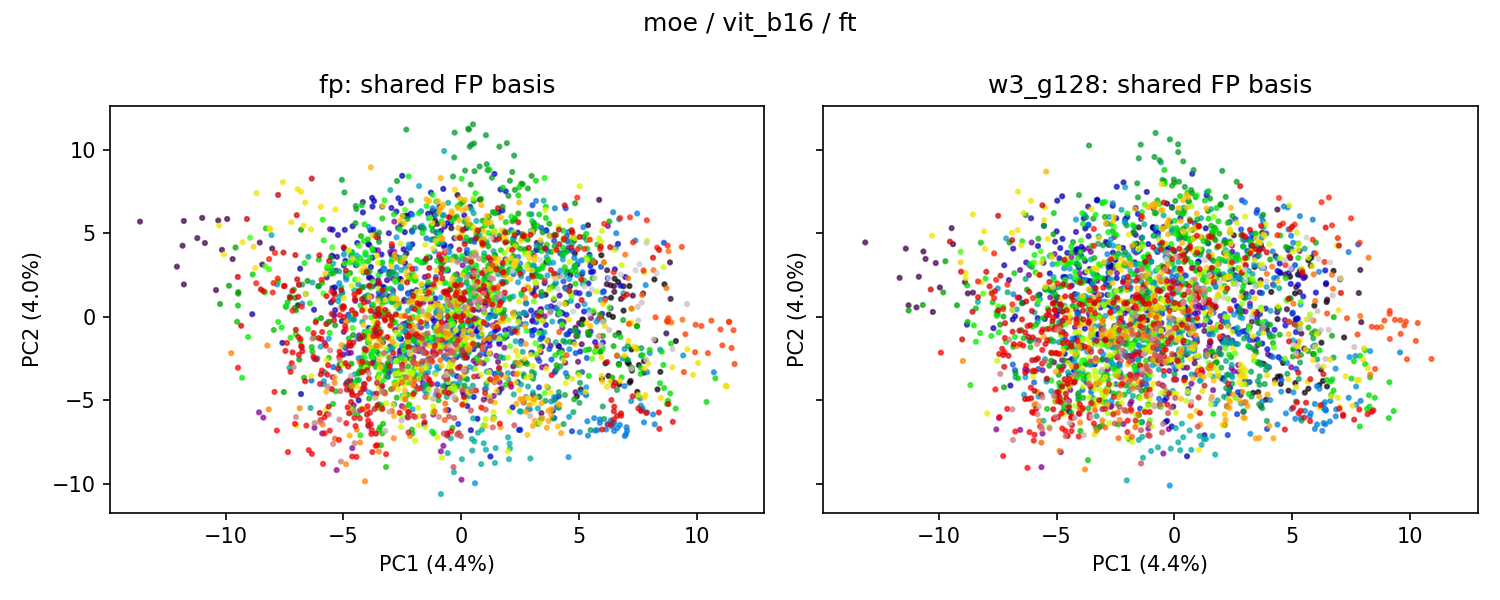 moe / vit_b16 / ft
fp: shared FP basis
w3_g128: shared FP basis
PC2 (4.0%)
10
5
0
−5
−10
−10
−5
0
5
10
PC1 (4.4%)
PC2 (4.0%)
−10
−5
0
5
10
PC1 (4.4%)